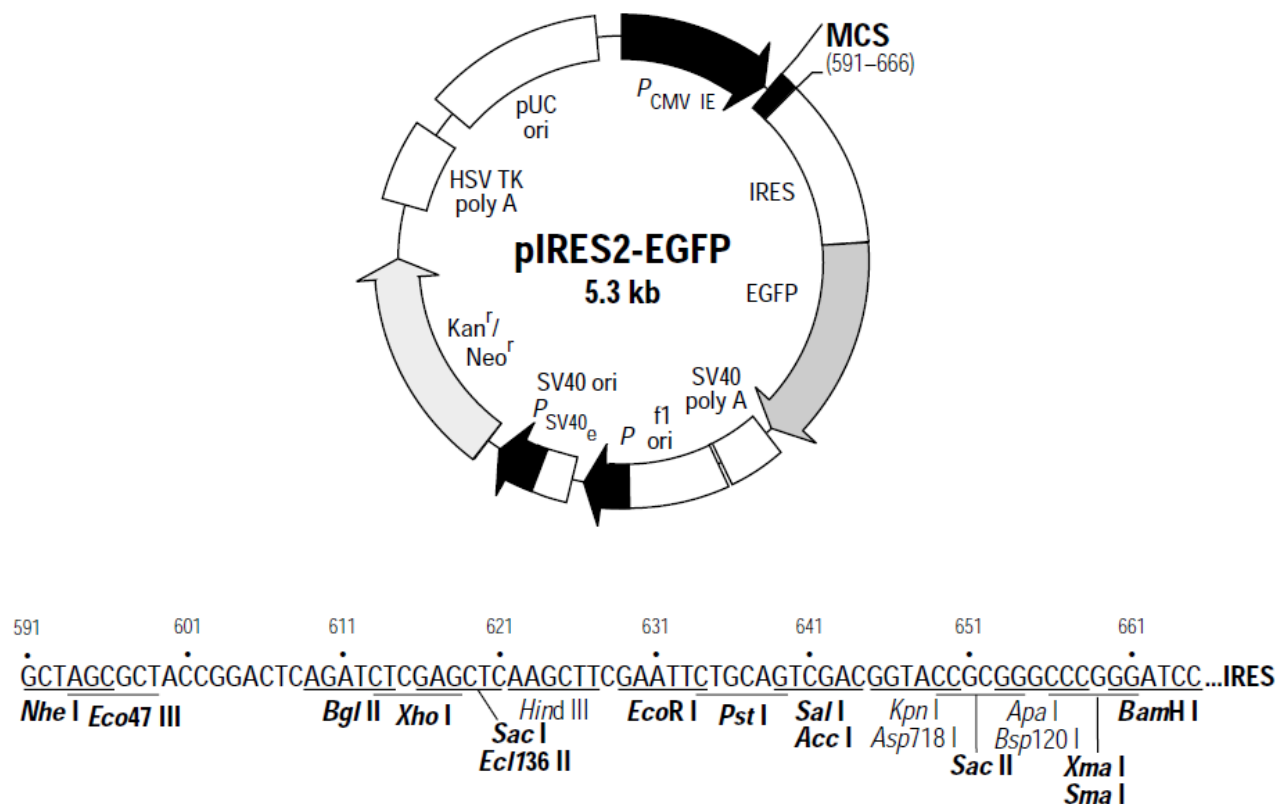 MCS
(591–666)
P CMV IE
pUC
ori
HSV TK
poly A
IRES
pIRES2-EGFP
5.3 kb
EGFP
Kanr/
Neor
SV40 ori
P SV40e
SV40
poly A
f1
ori
P
591 601 611 621 631 641 651 661
GCTAGCGCTACCGGACTCAGATCTCGAGCTCAAGCTTCGAATTCTGCAGTCGACGGTACCGCGGGCCCGGGATCC...IRES
Nhe I Eco47 III Bgl II Xho I Hind III EcoR I Pst I Sal I Kpn I Apa I BamH I
Sac I Acc I Asp718 I Bsp120 I
Ecl136 II Sac II Xma I
Sma I